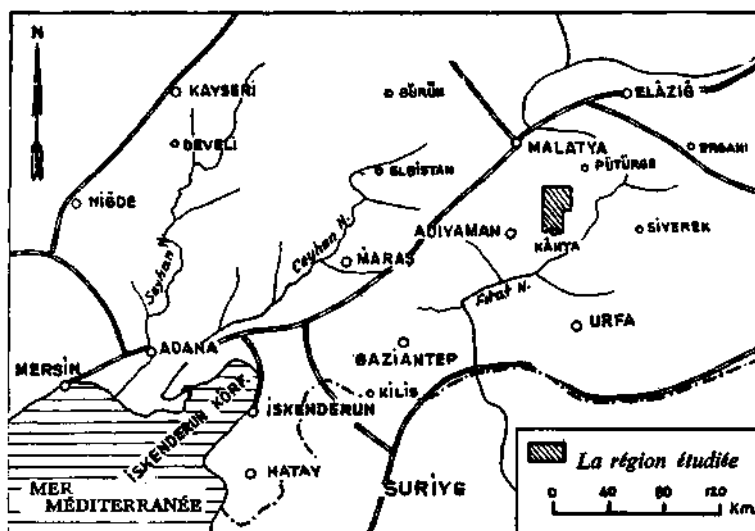 N
KAYSERİ
GÜRÜN
ELÂZIĞ
DEVELİ
MALATYA
ERGANİ
ELBİSTAN
PÜTÜRGE
NİĞDE
Ceyhan N.
ADIYAMAN
KÂHTA
SİVEREK
Seyhan N.
MARAŞ
Fırat N.
URFA
ADANA
GAZİANTEP
MERSİN
KİLİS
İSKENDERUN KÖRF.
İSKENDERUN
HATAY
SURİYE
La région étudiée
MER
MÉDITERRANÉE
0 40 80 120
Km.